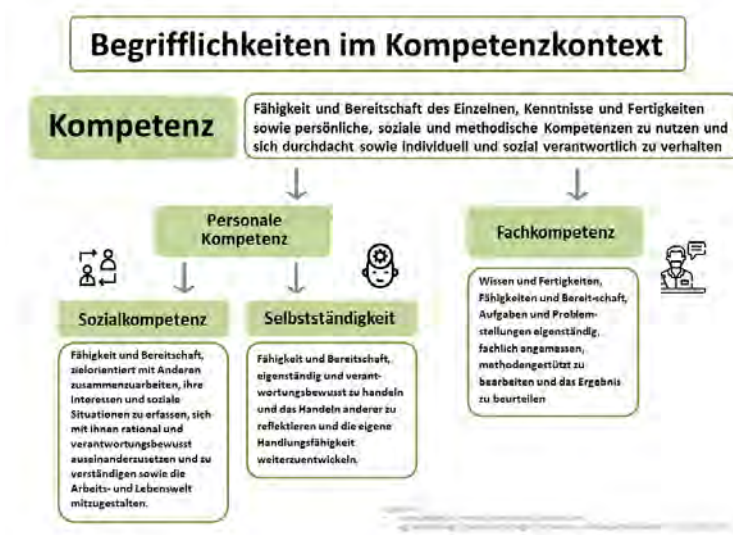 Begrifflichkeiten im Kompetenzkontext
Kompetenz
Fähigkeit und Bereitschaft des Einzelnen, Kenntnisse und Fertigkeiten
sowie persönliche, soziale und methodische Kompetenzen zu nutzen und
sich durchdacht sowie individuell und sozial verantwortlich zu verhalten
Personale
Kompetenz
Fachkompetenz
Sozialkompetenz
Fähigkeit und Bereitschaft,
zielorientiert mit Anderen
zusammenzuarbeiten, ihre
Interessen und soziale
Situationen zu erfassen, sich
mit ihnen rational und
verantwortungsbewusst
auseinanderzusetzen und zu
verständigen sowie die
Arbeits- und Lebenswelt
mitzugestalten.
Selbstständigkeit
Fähigkeit und Bereitschaft,
eigenständig und verant-
wortungsbewusst zu handeln
und das Handeln anderer zu
reflektieren und die eigene
Handlungsfähigkeit
weiterzuentwickeln.
Wissen und Fertigkeiten,
Fähigkeiten und Bereit-schaft,
Aufgaben und Problem-
stellungen eigenständig,
fachlich angemessen,
methodengertützt zu
bearbeiten und das Ergebnis
zu beurteilen